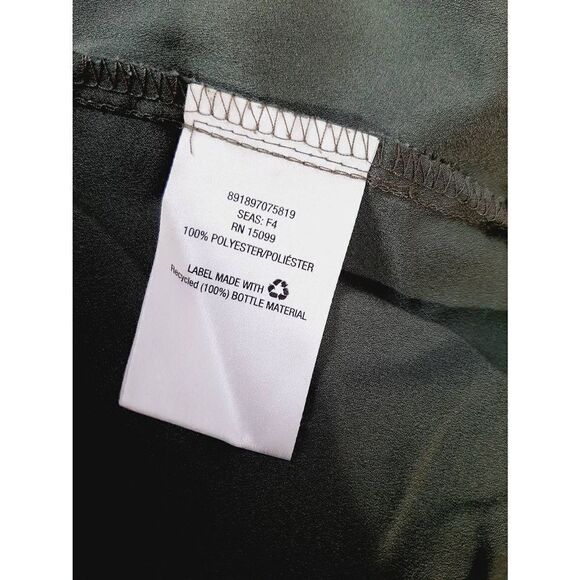 891897075819
SEAS: F4
RN 15099
100% POLYESTER/POLIÉSTER
LABEL MADE WITH
Recycled (100%) BOTTLE MATERIAL